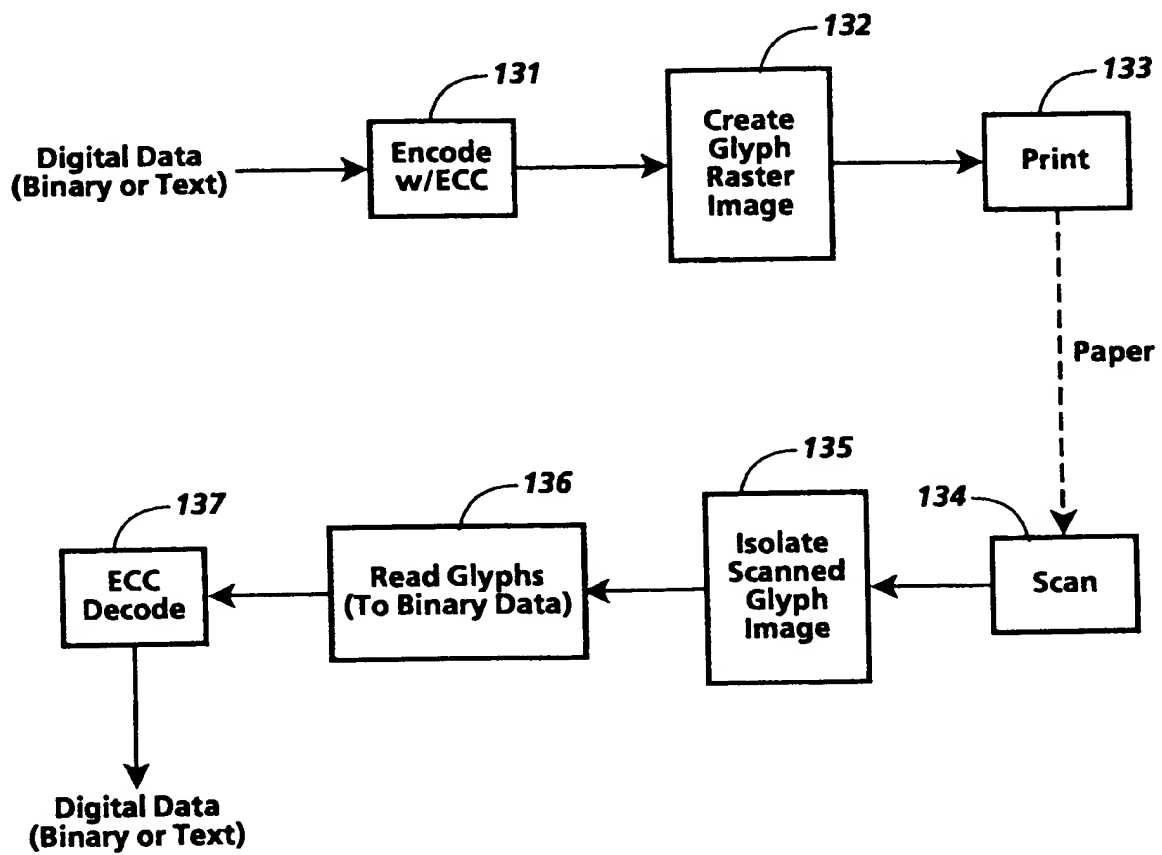 131
132
133
Digital Data
(Binary or Text)
Encode
w/ECC
Create
Glyph
Raster
Image
Print
Paper
137
136
135
134
ECC
Decode
Read Glyphs
(To Binary Data)
Isolate
Scanned
Glyph
Image
Scan
Digital Data
(Binary or Text)